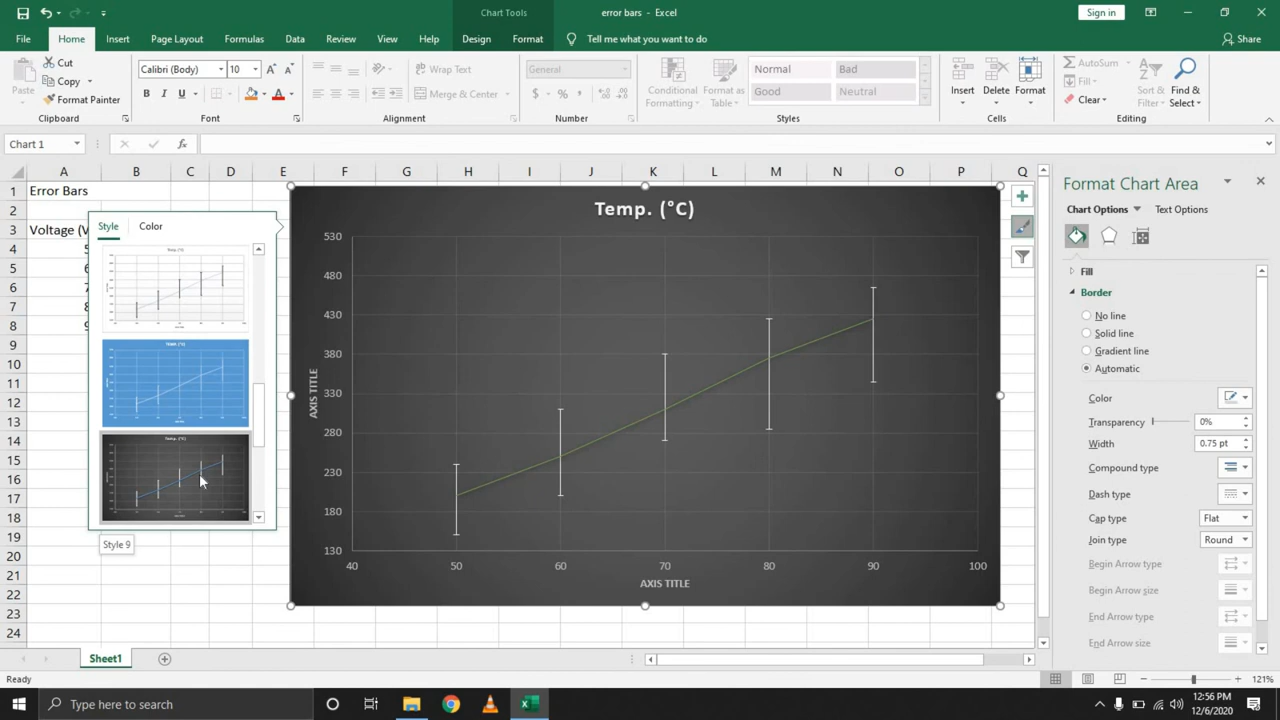 Chart Tools
error bars - Excel
Sign in
File Home Insert Page Layout Formulas Data Review View Help Design Format Tell me what you want to do Share
Paste
Cut
Copy
Format Painter
Clipboard
Calibri (Body) 10
B I U
Font
Wrap Text
Merge & Center
Alignment
General
$ % ,
Number
Conditional Formatting
Format as Table
Normal Bad
Good Neutral
Styles
Insert Delete Format
Cells
AutoSum
Fill
Clear
Sort & Filter
Find & Select
Editing
Chart 1
fx
A B C D E F G H I J K L M N O P Q
1 Error Bars
2
3 Voltage (V
4 5
5 6
6 7
7 8
8 9
9
10
11
12
13
14
15
16
17
18
19
20
21
22
23
24
Style Color
Temp. (°C)
Temp. (°C)
Temp. (°C)
Style 9
Temp. (°C)
530
480
430
380
330
280
230
180
130
AXIS TITLE
40 50 60 70 80 90 100
AXIS TITLE
Format Chart Area
Chart Options Text Options
Fill
Border
No line
Solid line
Gradient line
Automatic
Color
Transparency 0%
Width 0.75 pt
Compound type
Dash type
Cap type Flat
Join type Round
Begin Arrow type
Begin Arrow size
End Arrow type
End Arrow size
Sheet1
Ready
121%
Type here to search
12:56 PM
12/6/2020